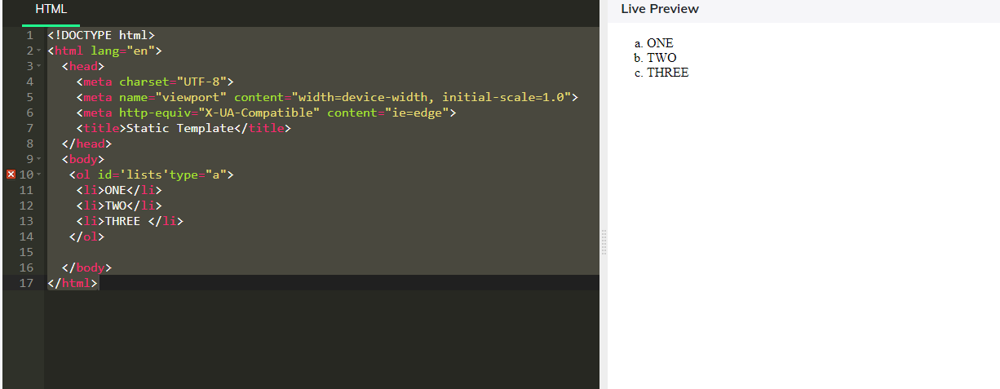 HTML
Live Preview
1 <!DOCTYPE html>
2 <html lang="en">
3 <head>
4 <meta charset="UTF-8">
5 <meta name="viewport" content="width=device-width, initial-scale=1.0">
6 <meta http-equiv="X-UA-Compatible" content="ie=edge">
7 <title>Static Template</title>
8 </head>
9 <body>
10 <ol id='lists'type="a">
11 <li>ONE</li>
12 <li>TWO</li>
13 <li>THREE </li>
14 </ol>
15
16 </body>
17 </html>
a. ONE
b. TWO
c. THREE